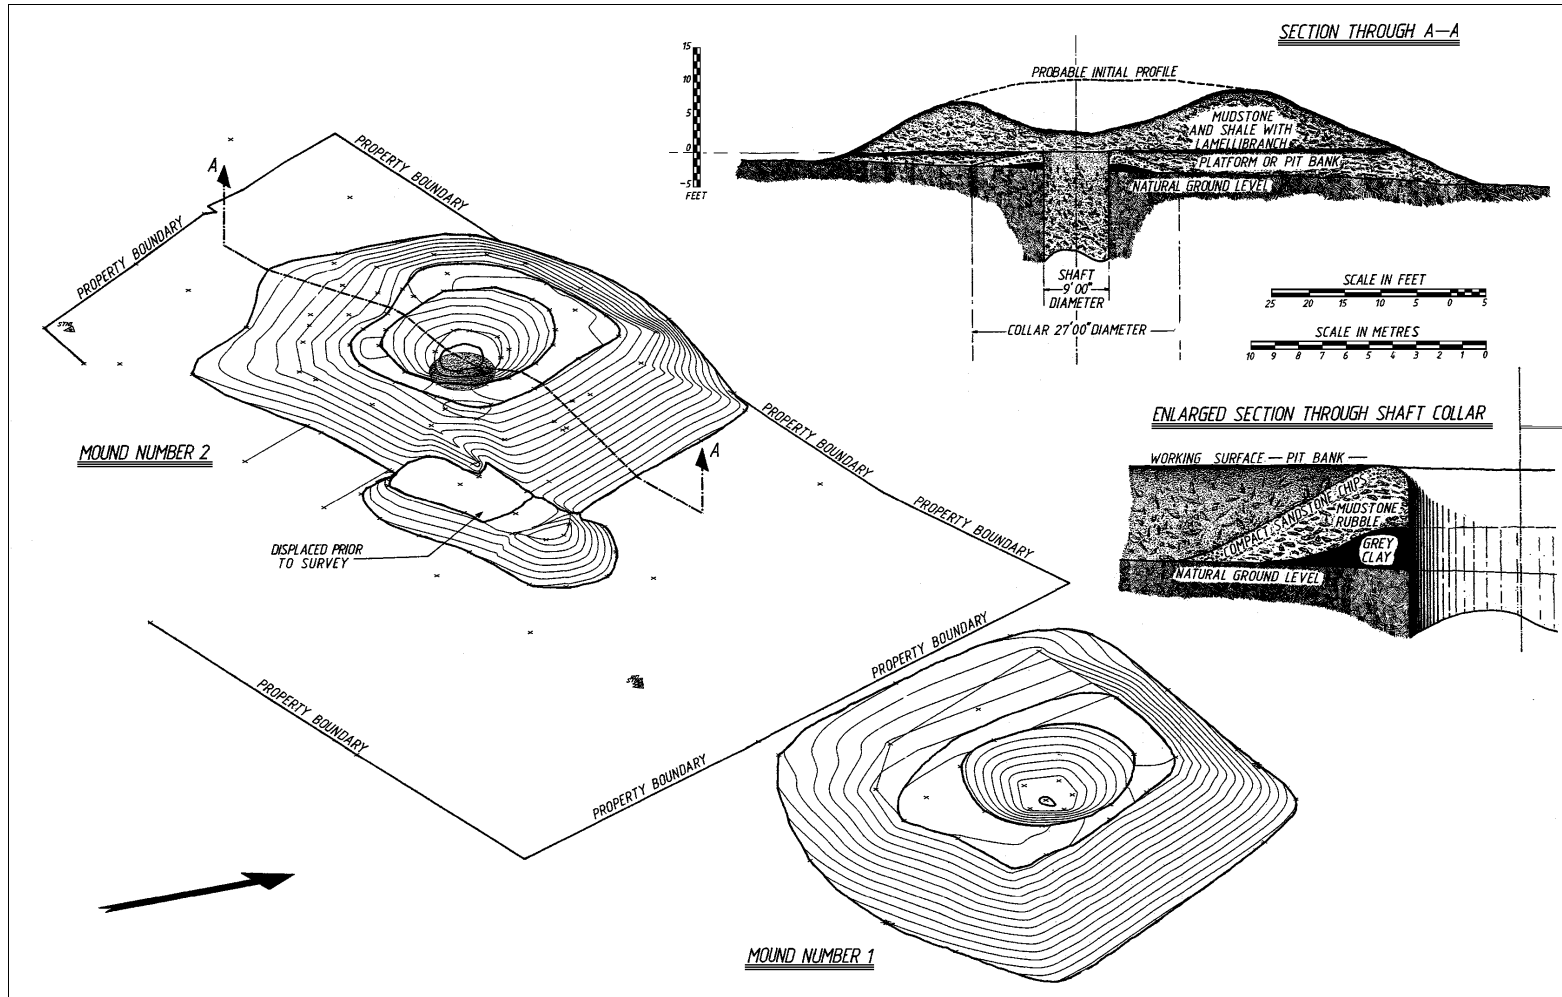 SECTION THROUGH A—A
15
10
5
0
-5
FEET
PROBABLE INITIAL PROFILE
MUDSTONE
AND SHALE WITH
LAMELLIBRANCH
PLATFORM OR PIT BANK
NATURAL GROUND LEVEL
SHAFT
9'00"
DIAMETER
COLLAR 27'00" DIAMETER
SCALE IN FEET
25 20 15 10 5 0 5
SCALE IN METRES
10 9 8 7 6 5 4 3 2 1 0
ENLARGED SECTION THROUGH SHAFT COLLAR
WORKING SURFACE — PIT BANK —
COMPACT SANDSTONE CHIPS
MUDSTONE
RUBBLE
GREY
CLAY
NATURAL GROUND LEVEL
A
PROPERTY BOUNDARY
PROPERTY BOUNDARY
STN
MOUND NUMBER 2
A
PROPERTY BOUNDARY
PROPERTY BOUNDARY
DISPLACED PRIOR
TO SURVEY
PROPERTY BOUNDARY
PROPERTY BOUNDARY
PROPERTY BOUNDARY
STN
MOUND NUMBER 1